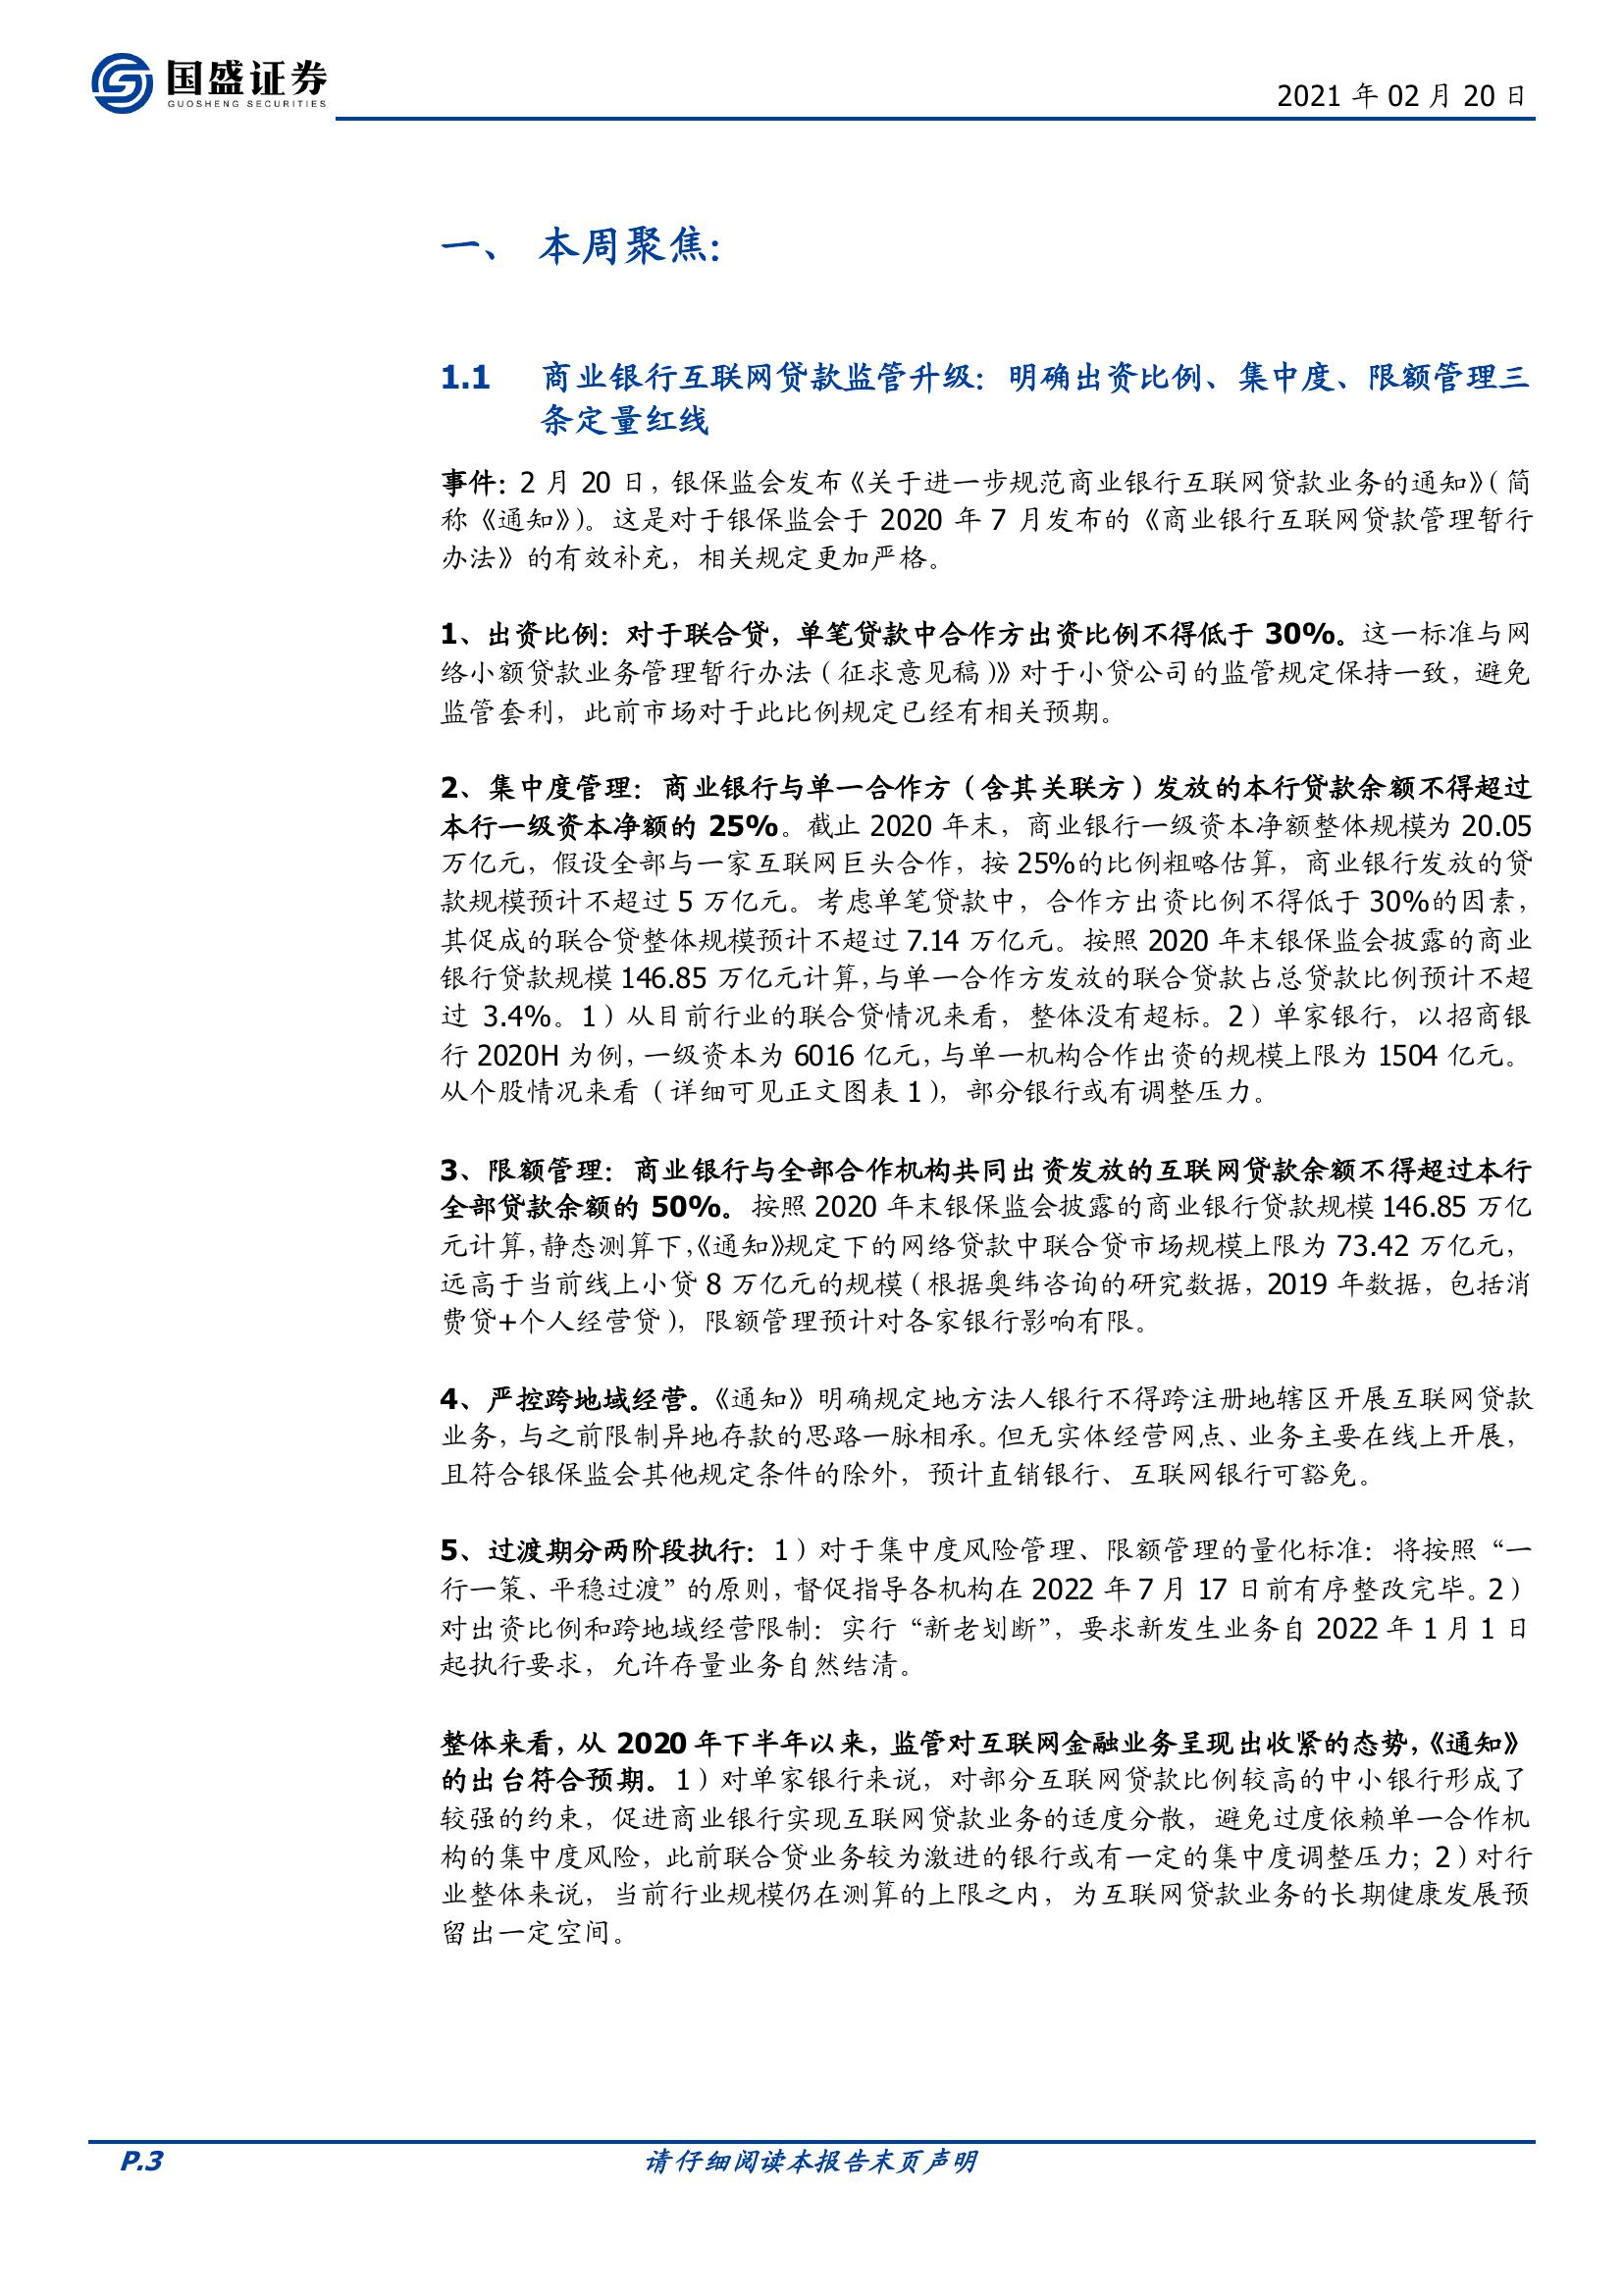 国盛证券
GUOSHENG SECURITIES
2021 年 02 月 20 日
一、 本周聚焦：
1.1 商业银行互联网贷款监管升级：明确出资比例、集中度、限额管理三
条定量红线
事件：2 月 20 日，银保监会发布《关于进一步规范商业银行互联网贷款业务的通知》（简
称《通知》）。这是对于银保监会于 2020 年 7 月发布的《商业银行互联网贷款管理暂行
办法》的有效补充，相关规定更加严格。
1、出资比例：对于联合贷，单笔贷款中合作方出资比例不得低于 30%。这一标准与网
络小额贷款业务管理暂行办法（征求意见稿）》对于小贷公司的监管规定保持一致，避免
监管套利，此前市场对于此比例规定已经有相关预期。
2、集中度管理：商业银行与单一合作方（含其关联方）发放的本行贷款余额不得超过
本行一级资本净额的 25%。截止 2020 年末，商业银行一级资本净额整体规模为 20.05
万亿元，假设全部与一家互联网巨头合作，按 25%的比例粗略估算，商业银行发放的贷
款规模预计不超过 5 万亿元。考虑单笔贷款中，合作方出资比例不得低于 30%的因素，
其促成的联合贷整体规模预计不超过 7.14 万亿元。按照 2020 年末银保监会披露的商业
银行贷款规模 146.85 万亿元计算，与单一合作方发放的联合贷款占总贷款比例预计不超
过 3.4%。1）从目前行业的联合贷情况来看，整体没有超标。2）单家银行，以招商银
行 2020H 为例，一级资本为 6016 亿元，与单一机构合作出资的规模上限为 1504 亿元。
从个股情况来看（详细可见正文图表 1），部分银行或有调整压力。
3、限额管理：商业银行与全部合作机构共同出资发放的互联网贷款余额不得超过本行
全部贷款余额的 50%。按照 2020 年末银保监会披露的商业银行贷款规模 146.85 万亿
元计算，静态测算下，《通知》规定下的网络贷款中联合贷市场规模上限为 73.42 万亿元，
远高于当前线上小贷 8 万亿元的规模（根据奥纬咨询的研究数据，2019 年数据，包括消
费贷+个人经营贷），限额管理预计对各家银行影响有限。
4、严控跨地域经营。《通知》明确规定地方法人银行不得跨注册地辖区开展互联网贷款
业务，与之前限制异地存款的思路一脉相承。但无实体经营网点、业务主要在线上开展，
且符合银保监会其他规定条件的除外，预计直销银行、互联网银行可豁免。
5、过渡期分两阶段执行：1）对于集中度风险管理、限额管理的量化标准：将按照“一
行一策、平稳过渡”的原则，督促指导各机构在 2022 年 7 月 17 日前有序整改完毕。2）
对出资比例和跨地域经营限制：实行“新老划断”，要求新发生业务自 2022 年 1 月 1 日
起执行要求，允许存量业务自然结清。
整体来看，从 2020 年下半年以来，监管对互联网金融业务呈现出收紧的态势，《通知》
的出台符合预期。1）对单家银行来说，对部分互联网贷款比例较高的中小银行形成了
较强的约束，促进商业银行实现互联网贷款业务的适度分散，避免过度依赖单一合作机
构的集中度风险，此前联合贷业务较为激进的银行或有一定的集中度调整压力；2）对行
业整体来说，当前行业规模仍在测算的上限之内，为互联网贷款业务的长期健康发展预
留出一定空间。
P.3 请仔细阅读本报告末页声明